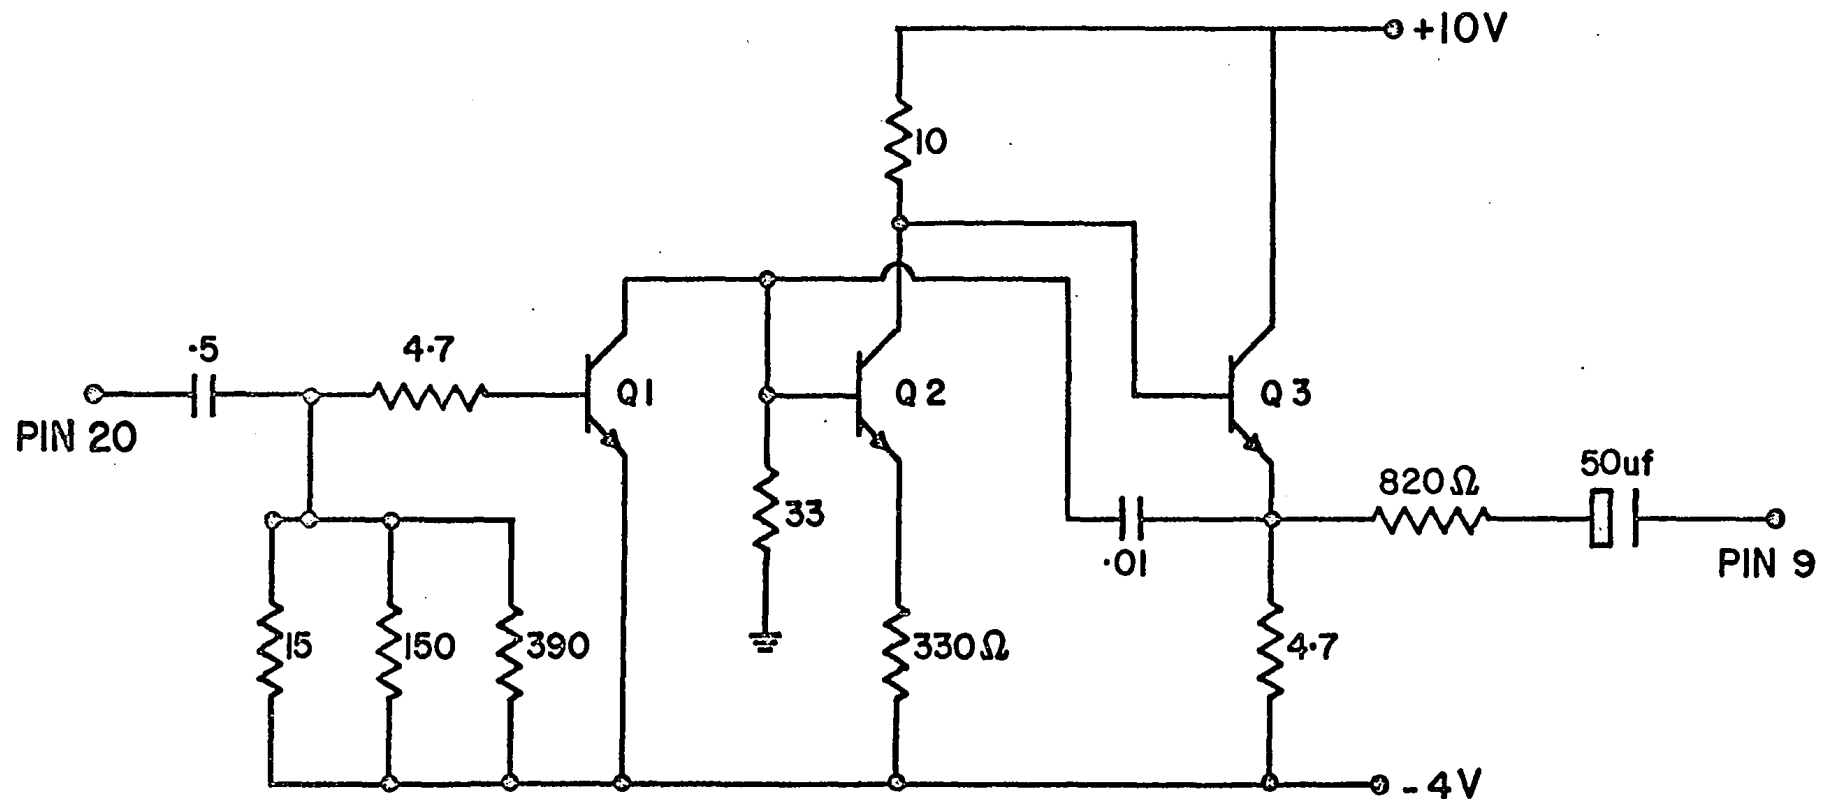 +10V
10
.5
4.7
Q1
Q2
Q3
PIN 20
820Ω
50uf
33
.01
PIN 9
15
150
390
330Ω
4.7
-4V